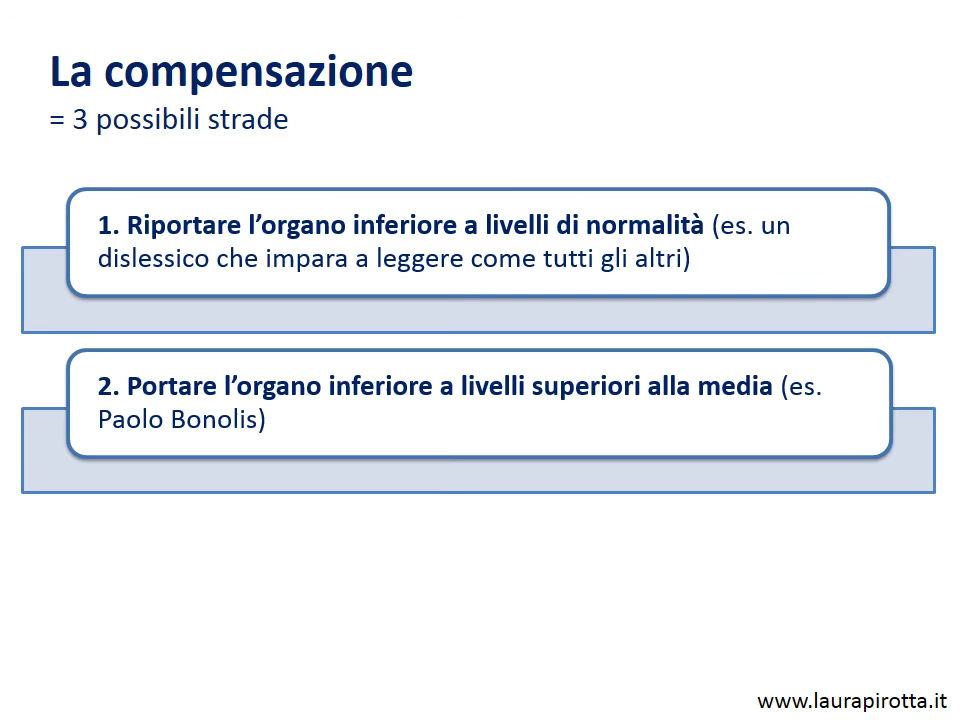 La compensazione
= 3 possibili strade
1. Riportare l’organo inferiore a livelli di normalità (es. un
dislessico che impara a leggere come tutti gli altri)
2. Portare l’organo inferiore a livelli superiori alla media (es.
Paolo Bonolis)
www.laurapirotta.it